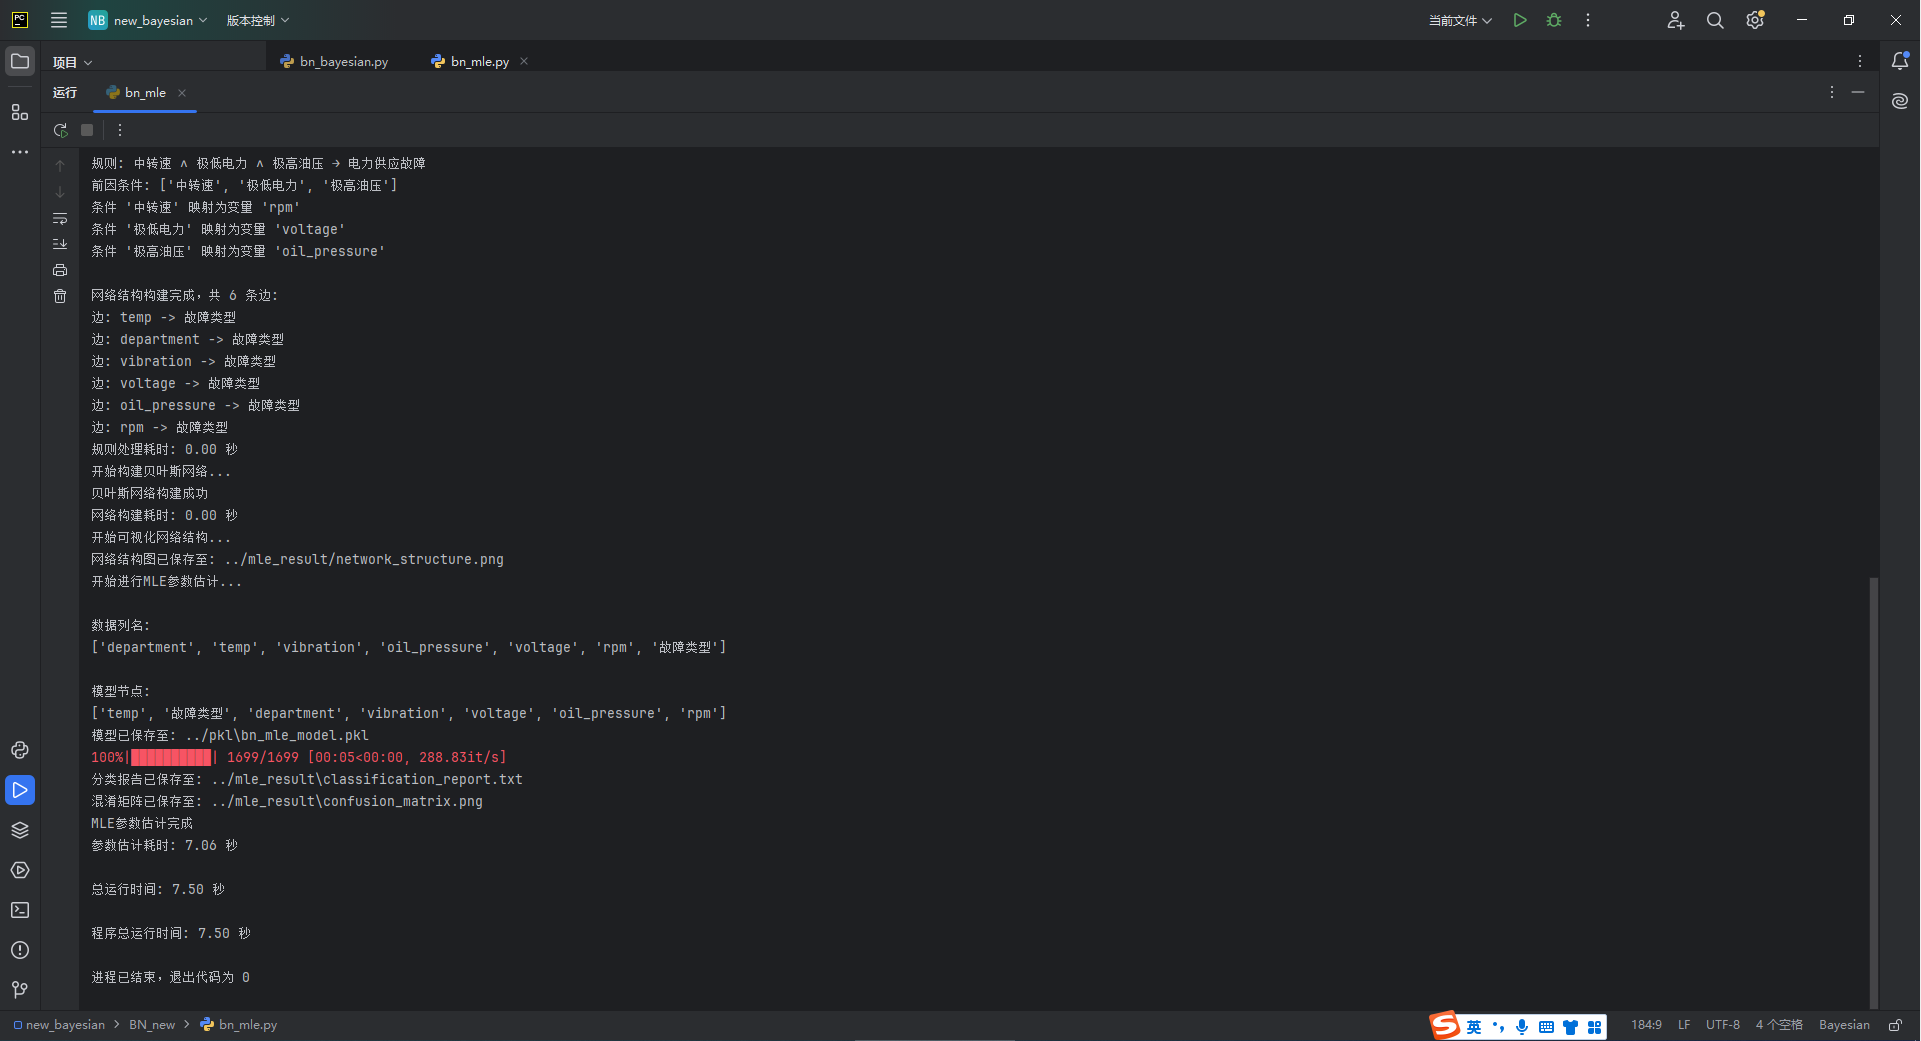 PC
NB new_bayesian 版本控制
当前文件
项目
bn_bayesian.py
bn_mle.py
运行
bn_mle
规则: 中转速 ∧ 极低电力 ∧ 极高油压 → 电力供应故障
前因条件: ['中转速', '极低电力', '极高油压']
条件 '中转速' 映射为变量 'rpm'
条件 '极低电力' 映射为变量 'voltage'
条件 '极高油压' 映射为变量 'oil_pressure'
网络结构构建完成，共 6 条边:
边: temp -> 故障类型
边: department -> 故障类型
边: vibration -> 故障类型
边: voltage -> 故障类型
边: oil_pressure -> 故障类型
边: rpm -> 故障类型
规则处理耗时: 0.00 秒
开始构建贝叶斯网络...
贝叶斯网络构建成功
网络构建耗时: 0.00 秒
开始可视化网络结构...
网络结构图已保存至: ../mle_result/network_structure.png
开始进行MLE参数估计...
数据列名:
['department', 'temp', 'vibration', 'oil_pressure', 'voltage', 'rpm', '故障类型']
模型节点:
['temp', '故障类型', 'department', 'vibration', 'voltage', 'oil_pressure', 'rpm']
模型已保存至: ../pkl\bn_mle_model.pkl
100%|██████████| 1699/1699 [00:05<00:00, 288.83it/s]
分类报告已保存至: ../mle_result\classification_report.txt
混淆矩阵已保存至: ../mle_result\confusion_matrix.png
MLE参数估计完成
参数估计耗时: 7.06 秒
总运行时间: 7.50 秒
程序总运行时间: 7.50 秒
进程已结束，退出代码为 0
new_bayesian > BN_new > bn_mle.py
英
184:9 LF UTF-8 4 个空格 Bayesian